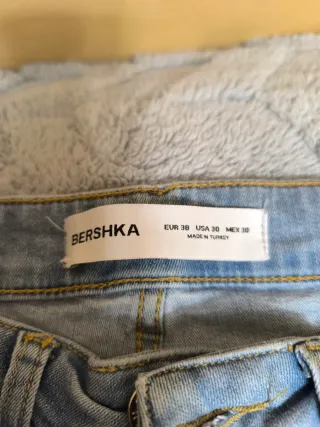 BERSHKA
EUR 38 USA 30 MEX 30
MADE IN TURKEY